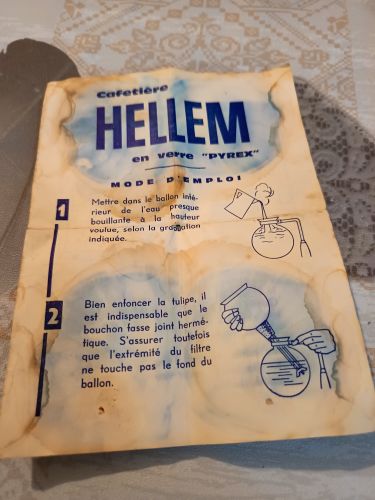 Cafetière
HELLEM
en verre "PYREX"
MODE D'EMPLOI
1
Mettre dans le ballon infé-
rieur de l'eau presque
bouillante à la hauteur
voulue, selon la graduation
indiquée.
2
Bien enfoncer la tulipe, il
est indispensable que le
bouchon fasse joint hermé-
tique. S'assurer toutefois
que l'extrémité du filtre
ne touche pas le fond du
ballon.